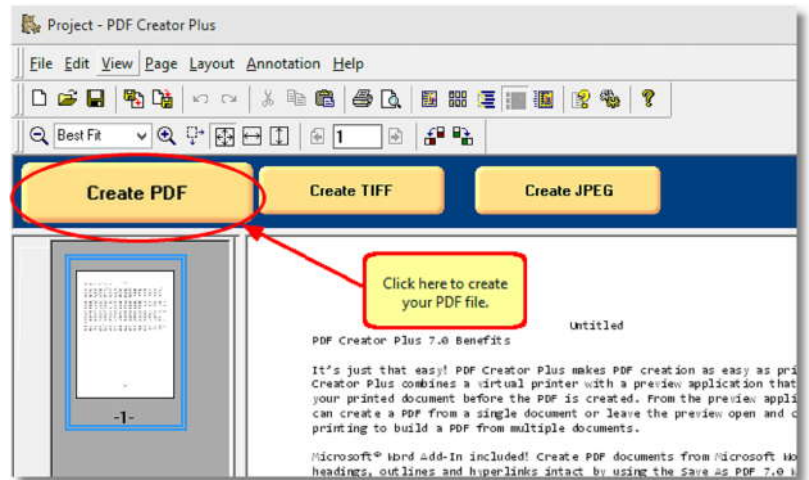 Project - PDF Creator Plus
File Edit View Page Layout Annotation Help
Best Fit 1
Create PDF Create TIFF Create JPEG
Click here to create
your PDF file.
Untitled
PDF Creator Plus 7.0 Benefits
It's just that easy! PDF Creator Plus makes PDF creation as easy as pri
Creator Plus combines a virtual printer with a preview application that
your printed document before the PDF is created. From the preview appli
can create a PDF from a single document or leave the preview open and c
printing to build a PDF from multiple documents.
Microsoft® Word Add-In included! Create PDF documents from Microsoft Wo
headings, outlines and hyperlinks intact by using the Save As PDF 7.0
-1-